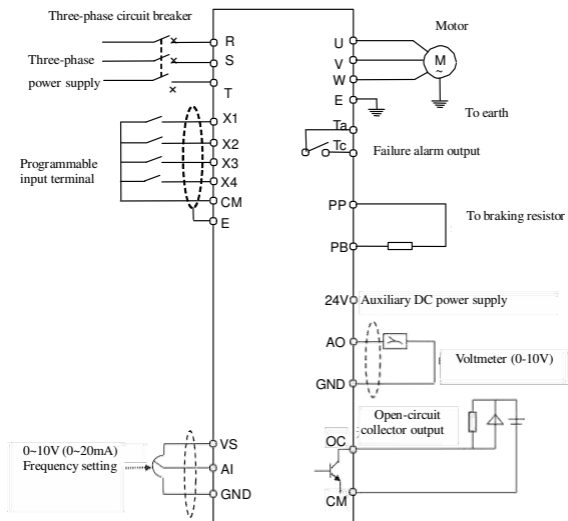 Three-phase circuit breaker
Three-phase
power supply
R
S
T
X1
X2
X3
X4
CM
E
Programmable
input terminal
U
V
W
E
Motor
M
~
To earth
Ta
Tc
Failure alarm output
PP
PB
To braking resistor
24V
Auxiliary DC power supply
AO
GND
Voltmeter (0-10V)
Open-circuit
collector output
OC
CM
VS
AI
GND
0~10V (0~20mA)
Frequency setting